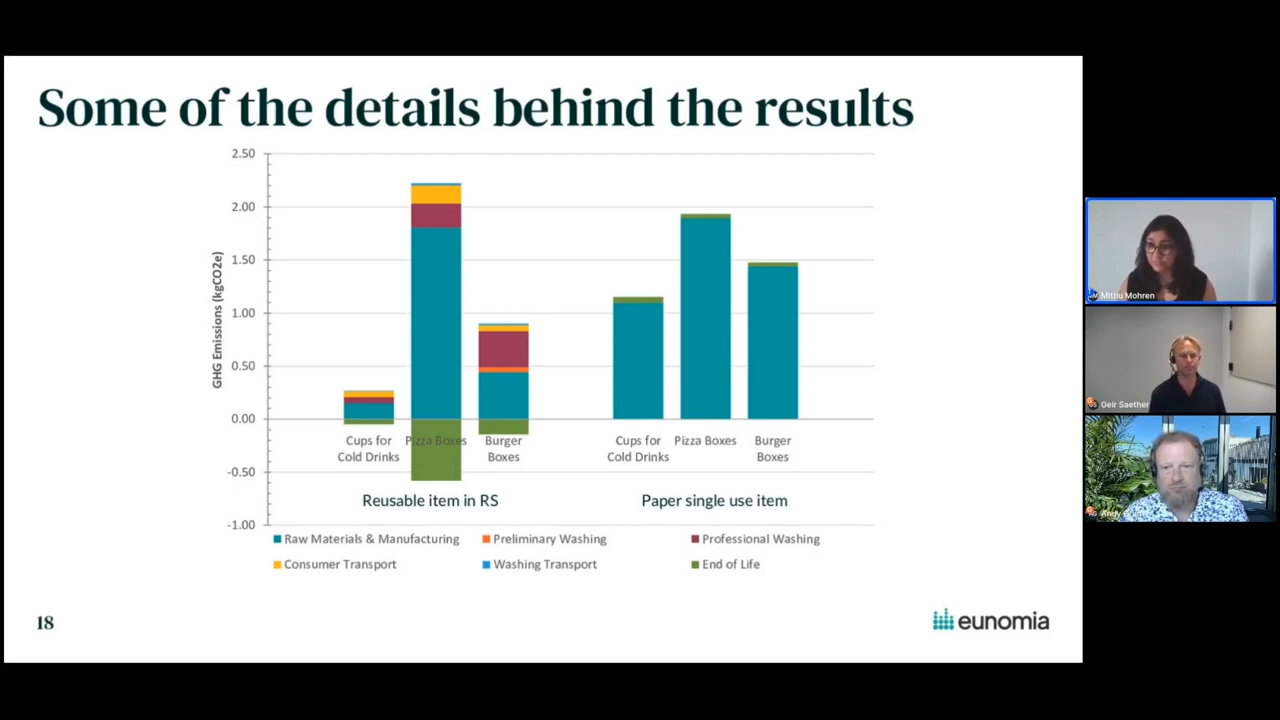 Some of the details behind the results
GHG Emissions (kgCO2e)
2.50
2.00
1.50
1.00
0.50
0.00
-0.50
-1.00
Cups for
Cold Drinks
Pizza Boxes
Burger
Boxes
Cups for
Cold Drinks
Pizza Boxes
Burger
Boxes
Reusable item in RS
Paper single use item
Raw Materials & Manufacturing
Preliminary Washing
Professional Washing
Consumer Transport
Washing Transport
End of Life
18
eunomia
Mithu Mohren
Geir Saether